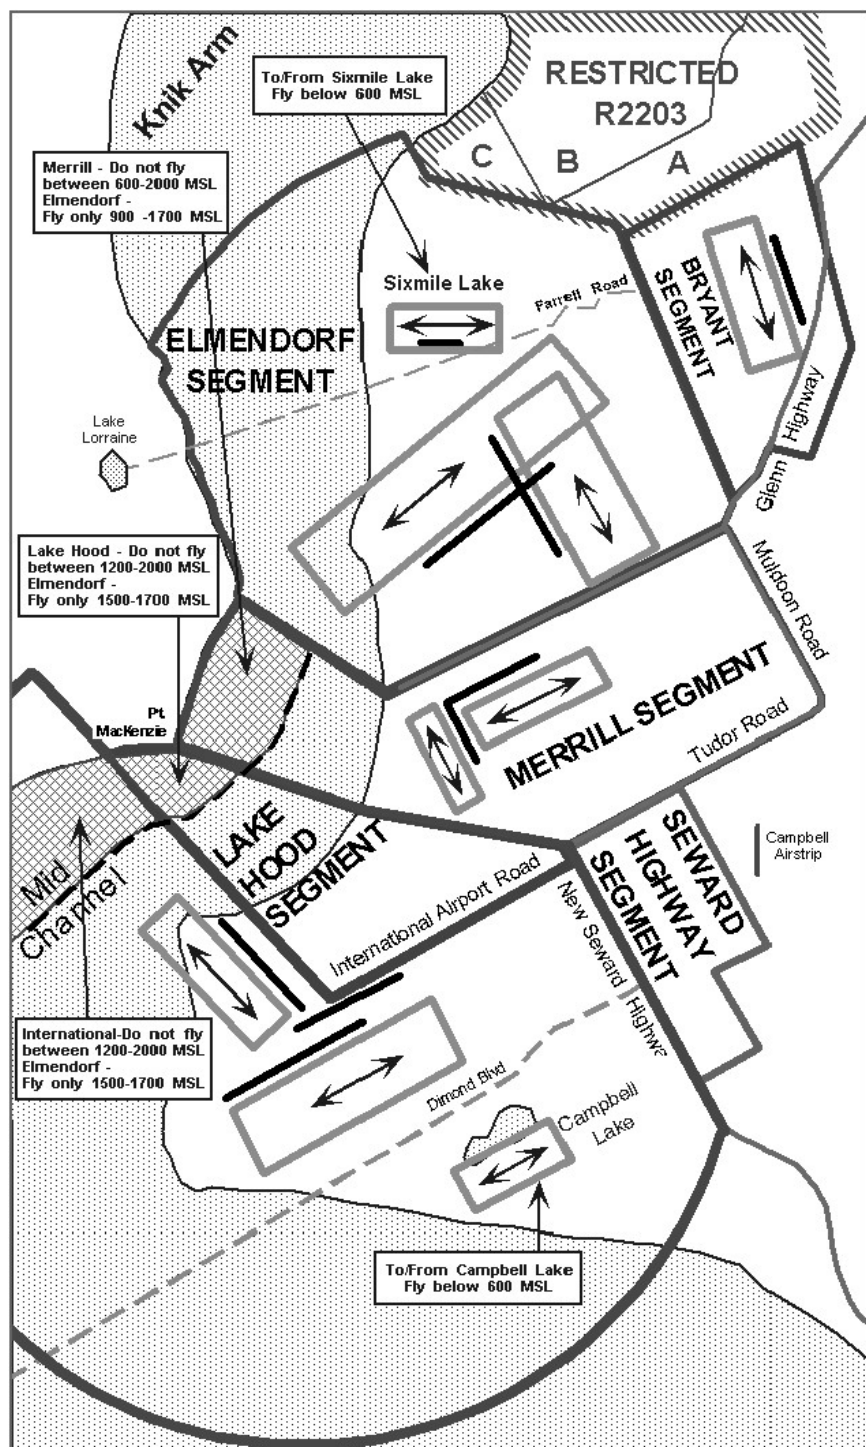 Knik Arm
To/From Sixmile Lake
Fly below 600 MSL
RESTRICTED
R2203
C
B
A
Merrill - Do not fly
between 600-2000 MSL
Elmendorf -
Fly only 900 -1700 MSL
BRYANT
SEGMENT
Sixmile Lake
Farrell Road
ELMENDORF
SEGMENT
Lake
Lorraine
Glenn Highway
Lake Hood - Do not fly
between 1200-2000 MSL
Elmendorf -
Fly only 1500-1700 MSL
Muldoon Road
Pt.
MacKenzie
MERRILL SEGMENT
Tudor Road
LAKE
HOOD
SEGMENT
SEWARD
HIGHWAY
SEGMENT
Campbell
Airstrip
Mid
Channel
International Airport Road
New Seward Highwa
International-Do not fly
between 1200-2000 MSL
Elmendorf -
Fly only 1500-1700 MSL
Dimond Blvd
Campbell
Lake
To/From Campbell Lake
Fly below 600 MSL